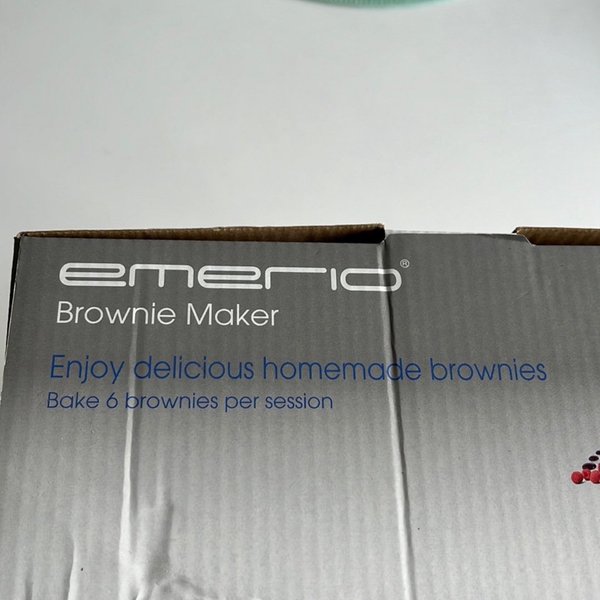 emerio®
Brownie Maker
Enjoy delicious homemade brownies
Bake 6 brownies per session